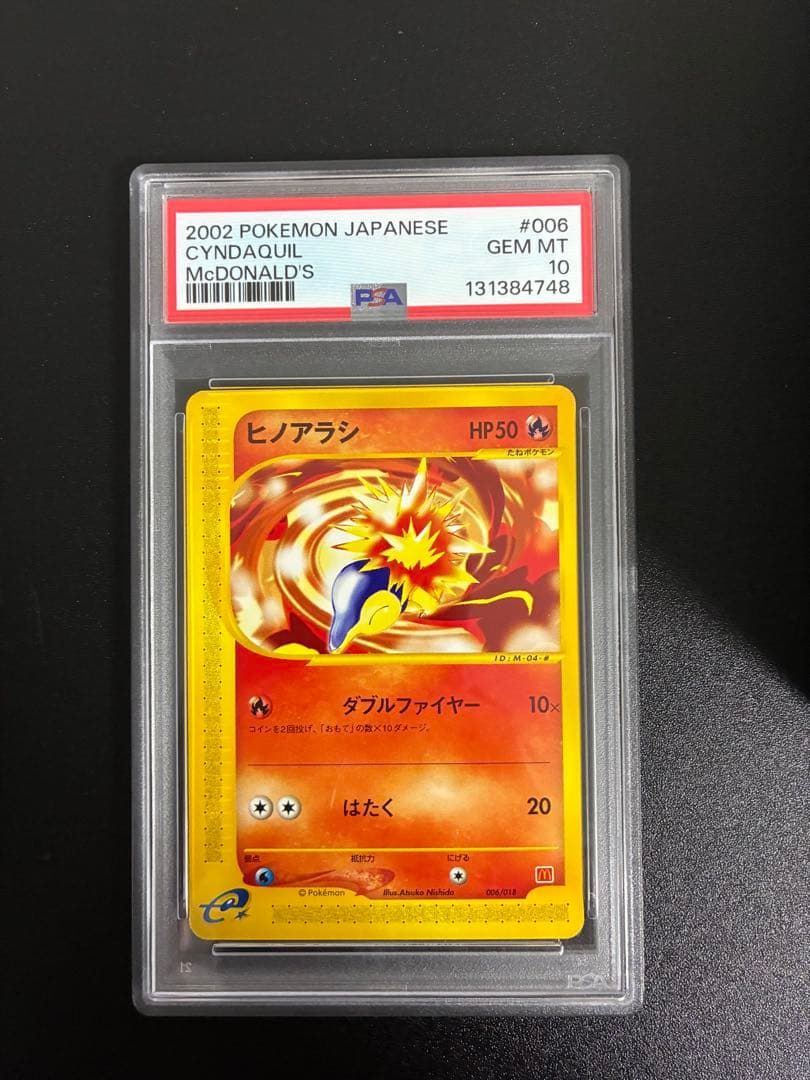 2002 POKEMON JAPANESE #006
CYNDAQUIL GEM MT
McDONALD'S 10
PSA 131384748
ヒノアラシ HP50
たねポケモン
ID:M-04-#
ダブルファイヤー 10×
コインを2回投げ、「おもて」の数×10ダメージ。
はたく 20
弱点 抵抗力 にげる
©Pokémon Illus.Atsuko Nishida 006/018
e
21 PSA